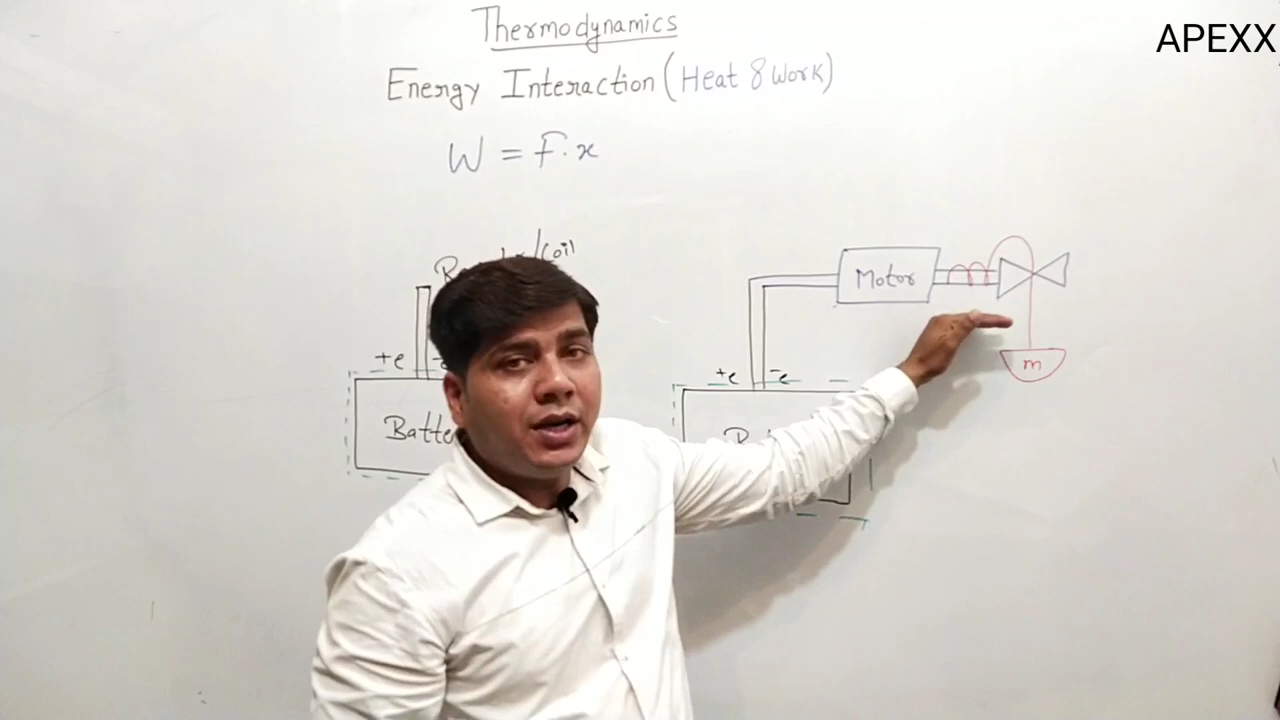 Thermodynamics
APEXX
Energy Interaction (Heat & Work)
W = F.x
/Coil
Motor
+e
+e -e
m